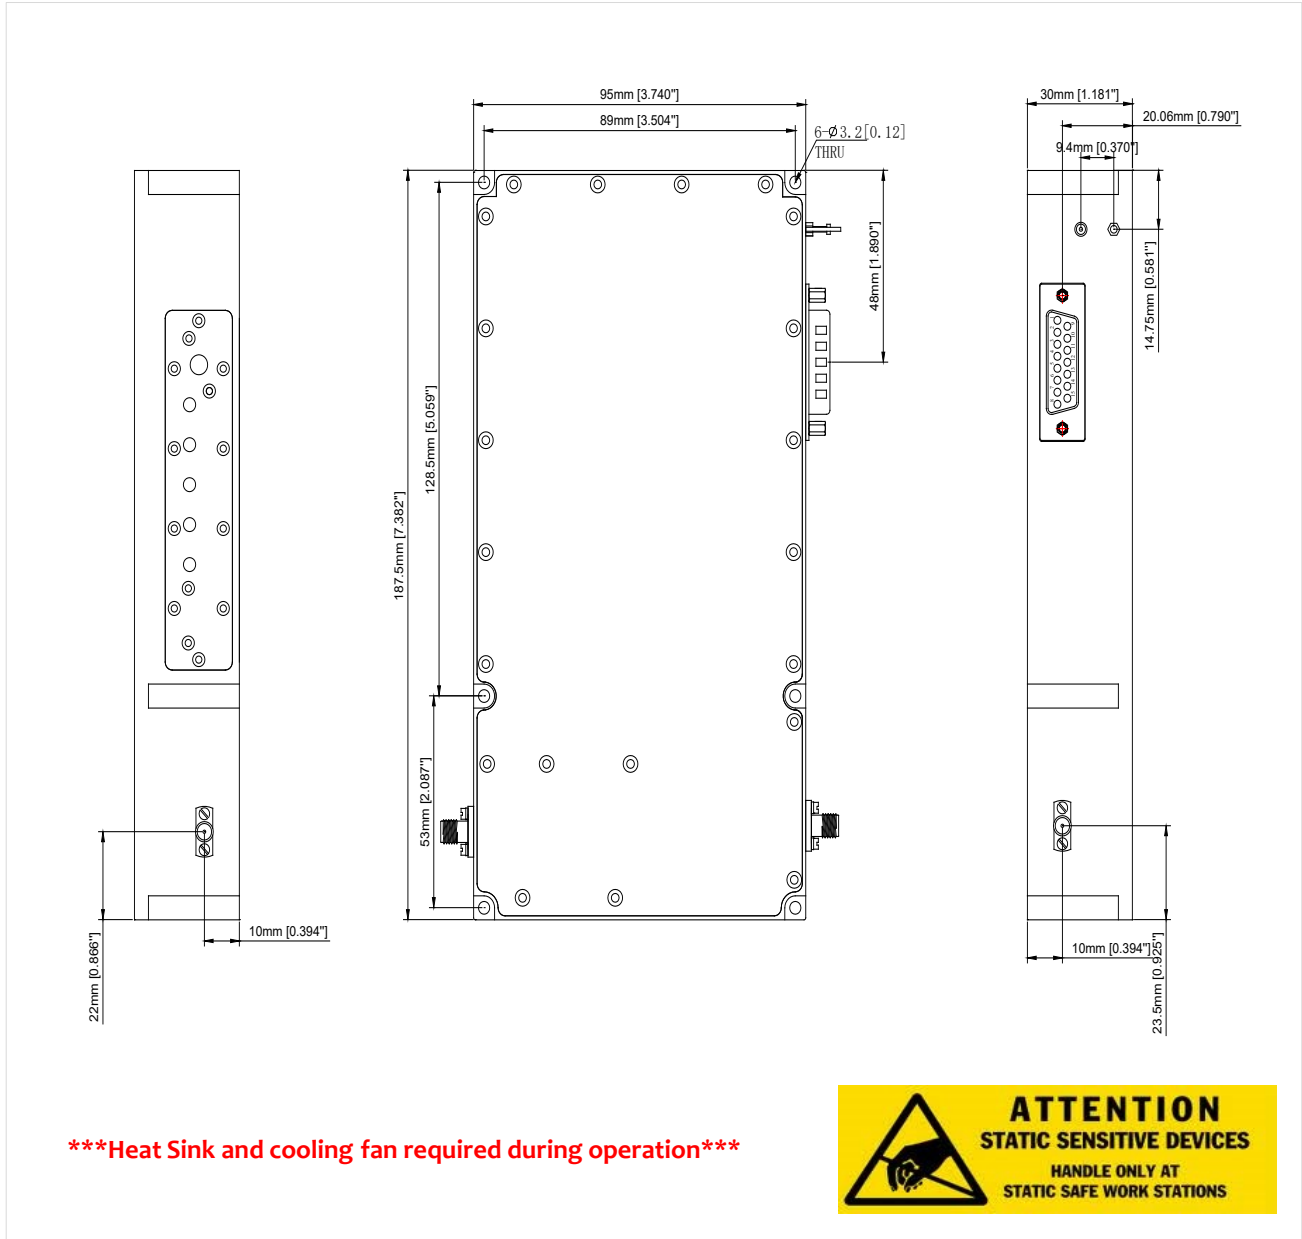 95mm [3.740"]
89mm [3.504"]
6-Ø3.2[0.12]
THRU
30mm [1.181"]
20.06mm [0.790"]
9.4mm [0.370"]
48mm [1.890"]
14.75mm [0.581"]
128.5mm [5.059"]
187.5mm [7.382"]
53mm [2.087"]
22mm [0.866"]
10mm [0.394"]
10mm [0.394"]
23.5mm [0.925"]
***Heat Sink and cooling fan required during operation***
ATTENTION
STATIC SENSITIVE DEVICES
HANDLE ONLY AT
STATIC SAFE WORK STATIONS